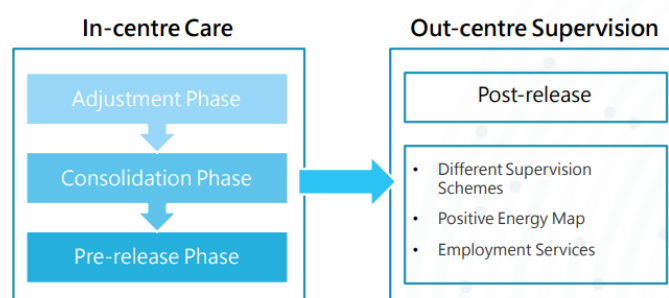 In-centre Care
Adjustment Phase
Consolidation Phase
Pre-release Phase
Out-centre Supervision
Post-release
• Different Supervision
Schemes
• Positive Energy Map
• Employment Services